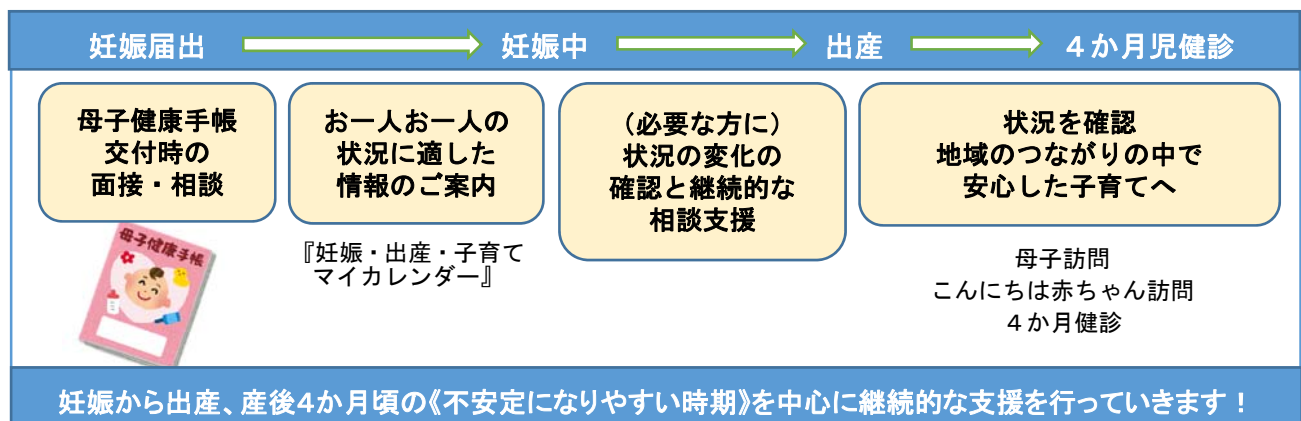 妊娠届出 妊娠中 出産 4か月児健診
母子健康手帳
交付時の
面接・相談
母子健康手帳
お一人お一人の
状況に適した
情報のご案内
『妊娠・出産・子育て
マイカレンダー』
（必要な方に）
状況の変化の
確認と継続的な
相談支援
状況を確認
地域のつながりの中で
安心した子育てへ
母子訪問
こんにちは赤ちゃん訪問
４か月健診
妊娠から出産、産後4か月頃の《不安定になりやすい時期》を中心に継続的な支援を行っていきます！